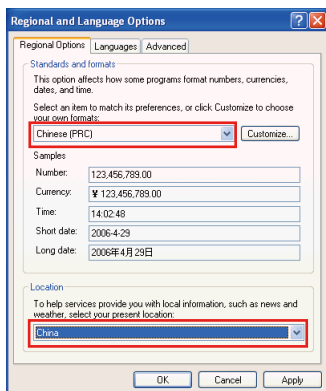 Regional and Language Options
Regional Options Languages Advanced
Standards and formats
This option affects how some programs format numbers, currencies,
dates, and time.
Select an item to match its preferences, or click Customize to choose
your own formats:
Chinese (PRC) Customize...
Samples
Number: 123,456,789.00
Currency: ¥ 123,456,789.00
Time: 14:02:48
Short date: 2006-4-29
Long date: 2006年4月29日
Location
To help services provide you with local information, such as news and
weather, select your present location:
China
OK Cancel Apply